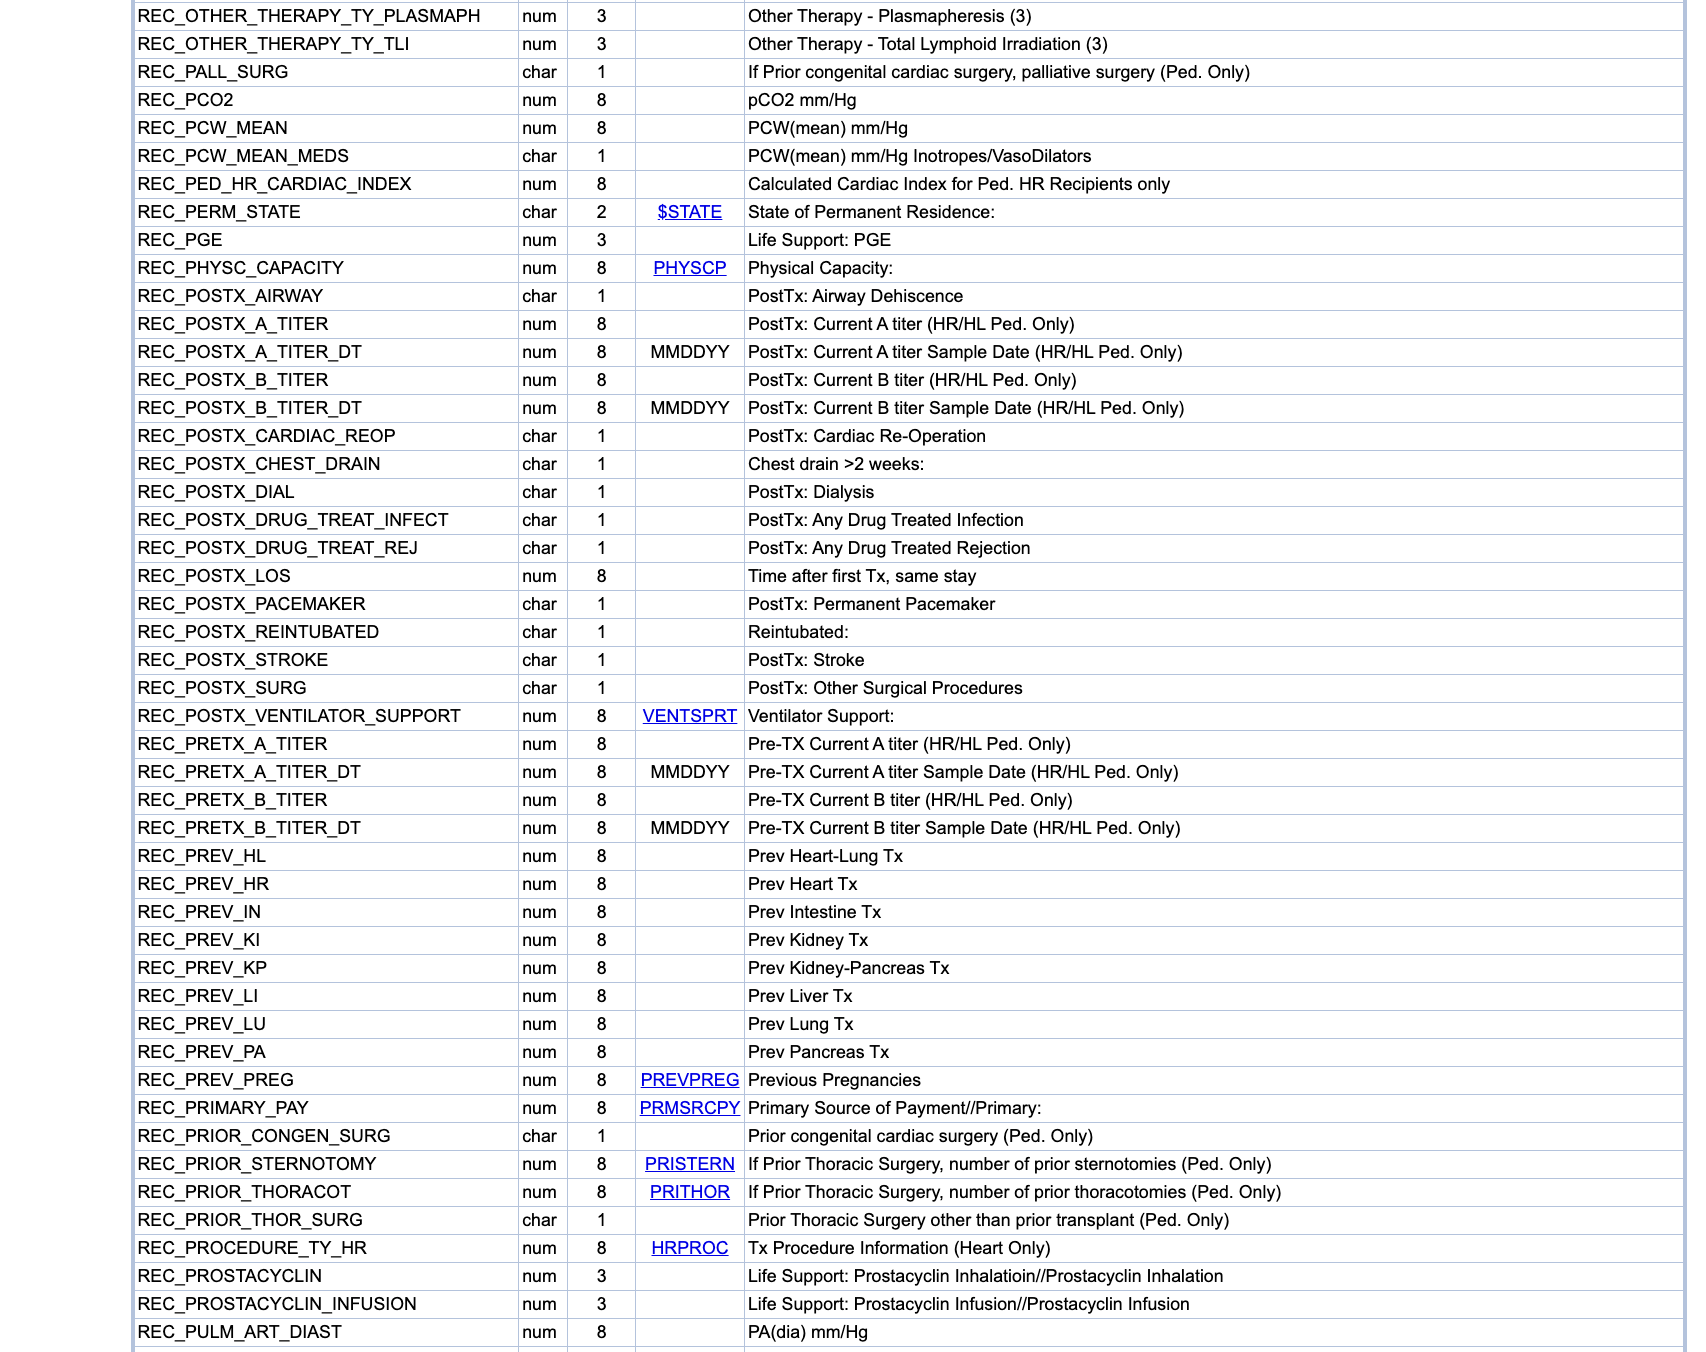 REC_OTHER_THERAPY_TY_PLASMAPH num 3 Other Therapy - Plasmapheresis (3)
REC_OTHER_THERAPY_TY_TLI num 3 Other Therapy - Total Lymphoid Irradiation (3)
REC_PALL_SURG char 1 If Prior congenital cardiac surgery, palliative surgery (Ped. Only)
REC_PCO2 num 8 pCO2 mm/Hg
REC_PCW_MEAN num 8 PCW(mean) mm/Hg
REC_PCW_MEAN_MEDS char 1 PCW(mean) mm/Hg Inotropes/VasoDilators
REC_PED_HR_CARDIAC_INDEX num 8 Calculated Cardiac Index for Ped. HR Recipients only
REC_PERM_STATE char 2 $STATE State of Permanent Residence:
REC_PGE num 3 Life Support: PGE
REC_PHYSC_CAPACITY num 8 PHYSCP Physical Capacity:
REC_POSTX_AIRWAY char 1 PostTx: Airway Dehiscence
REC_POSTX_A_TITER num 8 PostTx: Current A titer (HR/HL Ped. Only)
REC_POSTX_A_TITER_DT num 8 MMDDYY PostTx: Current A titer Sample Date (HR/HL Ped. Only)
REC_POSTX_B_TITER num 8 PostTx: Current B titer (HR/HL Ped. Only)
REC_POSTX_B_TITER_DT num 8 MMDDYY PostTx: Current B titer Sample Date (HR/HL Ped. Only)
REC_POSTX_CARDIAC_REOP char 1 PostTx: Cardiac Re-Operation
REC_POSTX_CHEST_DRAIN char 1 Chest drain >2 weeks:
REC_POSTX_DIAL char 1 PostTx: Dialysis
REC_POSTX_DRUG_TREAT_INFECT char 1 PostTx: Any Drug Treated Infection
REC_POSTX_DRUG_TREAT_REJ char 1 PostTx: Any Drug Treated Rejection
REC_POSTX_LOS num 8 Time after first Tx, same stay
REC_POSTX_PACEMAKER char 1 PostTx: Permanent Pacemaker
REC_POSTX_REINTUBATED char 1 Reintubated:
REC_POSTX_STROKE char 1 PostTx: Stroke
REC_POSTX_SURG char 1 PostTx: Other Surgical Procedures
REC_POSTX_VENTILATOR_SUPPORT num 8 VENTSPRT Ventilator Support:
REC_PRETX_A_TITER num 8 Pre-TX Current A titer (HR/HL Ped. Only)
REC_PRETX_A_TITER_DT num 8 MMDDYY Pre-TX Current A titer Sample Date (HR/HL Ped. Only)
REC_PRETX_B_TITER num 8 Pre-TX Current B titer (HR/HL Ped. Only)
REC_PRETX_B_TITER_DT num 8 MMDDYY Pre-TX Current B titer Sample Date (HR/HL Ped. Only)
REC_PREV_HL num 8 Prev Heart-Lung Tx
REC_PREV_HR num 8 Prev Heart Tx
REC_PREV_IN num 8 Prev Intestine Tx
REC_PREV_KI num 8 Prev Kidney Tx
REC_PREV_KP num 8 Prev Kidney-Pancreas Tx
REC_PREV_LI num 8 Prev Liver Tx
REC_PREV_LU num 8 Prev Lung Tx
REC_PREV_PA num 8 Prev Pancreas Tx
REC_PREV_PREG num 8 PREVPREG Previous Pregnancies
REC_PRIMARY_PAY num 8 PRMSRCPY Primary Source of Payment//Primary:
REC_PRIOR_CONGEN_SURG char 1 Prior congenital cardiac surgery (Ped. Only)
REC_PRIOR_STERNOTOMY num 8 PRISTERN If Prior Thoracic Surgery, number of prior sternotomies (Ped. Only)
REC_PRIOR_THORACOT num 8 PRITHOR If Prior Thoracic Surgery, number of prior thoracotomies (Ped. Only)
REC_PRIOR_THOR_SURG char 1 Prior Thoracic Surgery other than prior transplant (Ped. Only)
REC_PROCEDURE_TY_HR num 8 HRPROC Tx Procedure Information (Heart Only)
REC_PROSTACYCLIN num 3 Life Support: Prostacyclin Inhalatioin//Prostacyclin Inhalation
REC_PROSTACYCLIN_INFUSION num 3 Life Support: Prostacyclin Infusion//Prostacyclin Infusion
REC_PULM_ART_DIAST num 8 PA(dia) mm/Hg